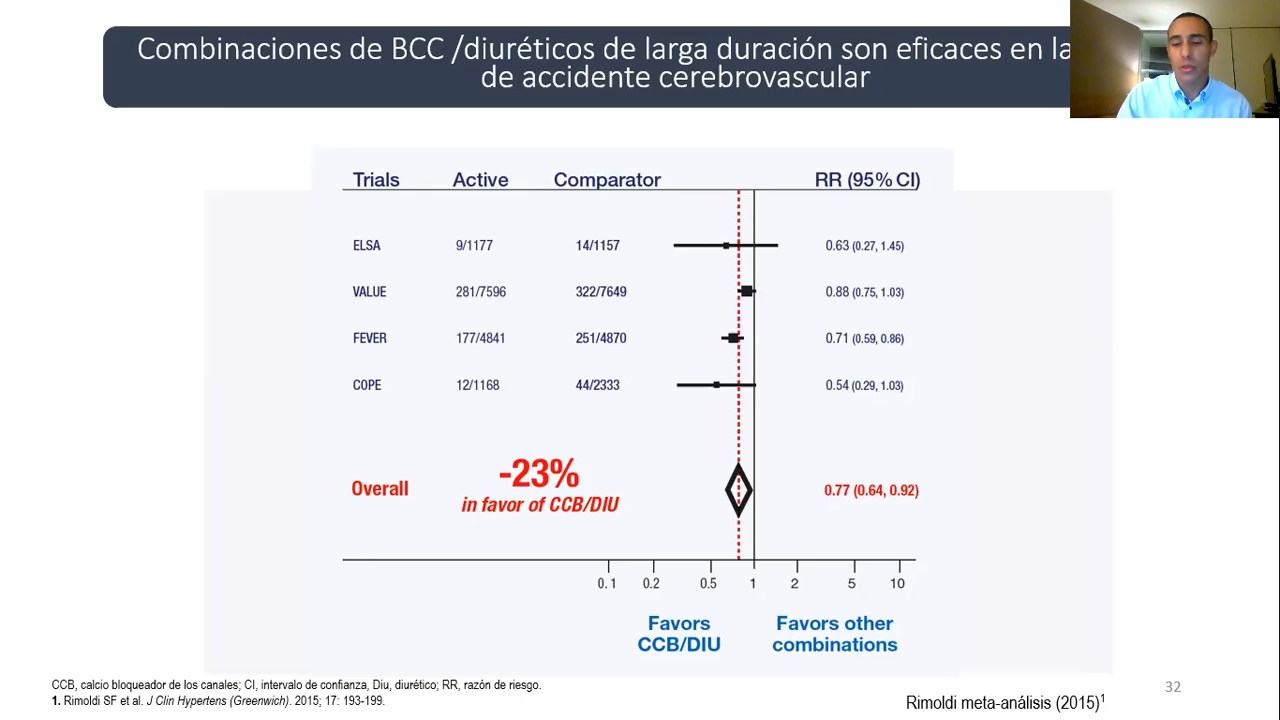 Combinaciones de BCC /diuréticos de larga duración son eficaces en la
de accidente cerebrovascular
Trials Active Comparator RR (95% CI)
ELSA 9/1177 14/1157 0.63 (0.27, 1.45)
VALUE 281/7596 322/7649 0.88 (0.75, 1.03)
FEVER 177/4841 251/4870 0.71 (0.59, 0.86)
COPE 12/1168 44/2333 0.54 (0.29, 1.03)
-23%
Overall in favor of CCB/DIU 0.77 (0.64, 0.92)
0.1 0.2 0.5 1 2 5 10
Favors Favors other
CCB/DIU combinations
CCB, calcio bloqueador de los canales; CI, intervalo de confianza, Diu, diurético; RR, razón de riesgo.
1. Rimoldi SF et al. J Clin Hypertens (Greenwich). 2015; 17: 193-199.
Rimoldi meta-análisis (2015)1
32